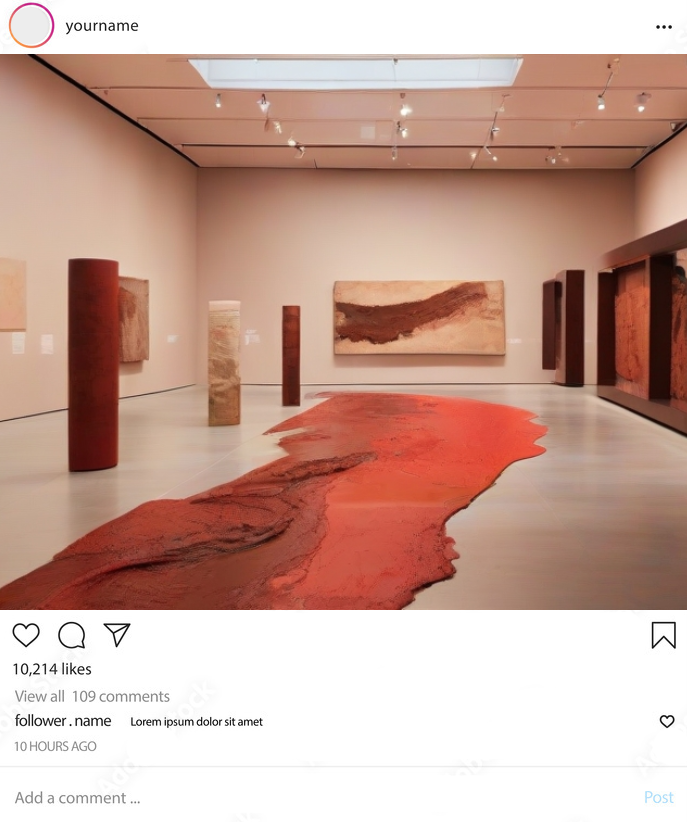 yourname
10,214 likes
View all 109 comments
follower . name Lorem ipsum dolor sit amet
10 HOURS AGO
Add a comment ... Post